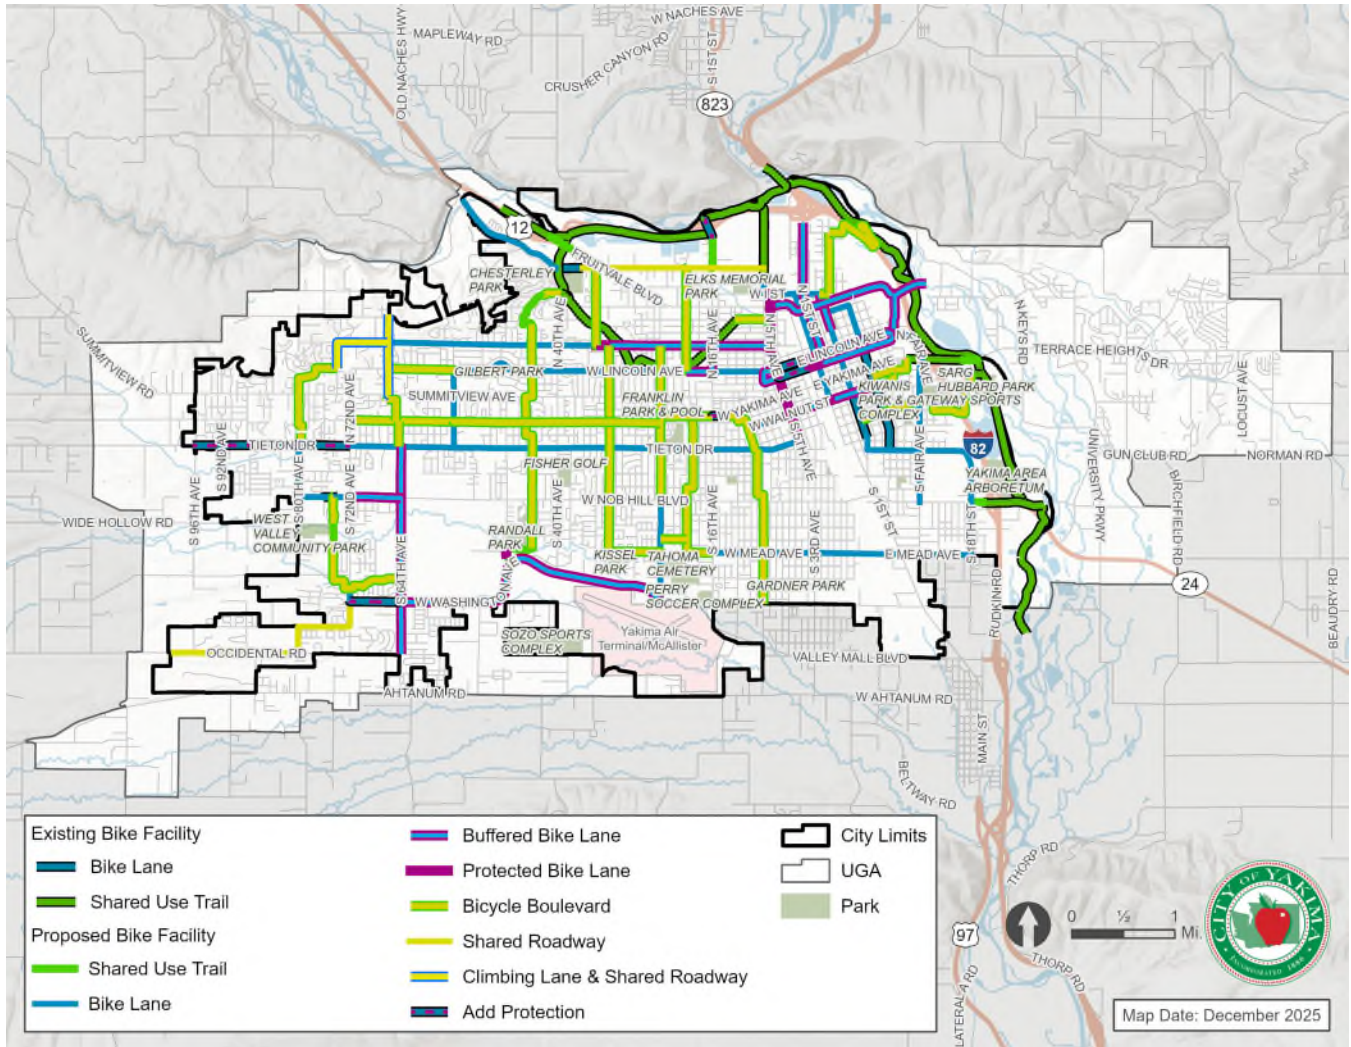 W NACHES AVE
OLD NACHES HWY
MAPLEWAY RD
CRUSHER CANYON RD
S 1ST ST
823
12
FRUITVALE BLVD
CHESTERLEY
PARK
ELKS MEMORIAL
PARK
W I ST
N 1ST ST
N 40TH AVE
N 16TH AVE
N 5TH AVE
E LINCOLN AVE
N FAIR AVE
N KEYS RD
TERRACE HEIGHTS DR
SUMMITVIEW RD
GILBERT PARK
W LINCOLN AVE
E YAKIMA AVE
SARG
HUBBARD PARK
KIWANIS
PARK & GATEWAY SPORTS
COMPLEX
LOCUST AVE
SUMMITVIEW AVE
FRANKLIN
PARK & POOL
W YAKIMA AVE
W WALNUT ST
N 72ND AVE
S 92ND AVE
TIETON DR
TIETON DR
S 5TH AVE
82
UNIVERSITY PKWY
GUN CLUB RD
NORMAN RD
BIRCHFIELD RD
FISHER GOLF
S FAIR AVE
YAKIMA AREA
ARBORETUM
S 96TH AVE
S 80TH AVE
S 72ND AVE
W NOB HILL BLVD
S 16TH AVE
S 1ST ST
WIDE HOLLOW RD
WEST
VALLEY
COMMUNITY PARK
RANDALL
PARK
S 40TH AVE
S 3RD AVE
S 18TH ST
KISSEL
PARK
TAHOMA
CEMETERY
W MEAD AVE
E MEAD AVE
S 64TH AVE
W WASHINGTON AVE
PERRY
SOCCER COMPLEX
GARDNER PARK
RUDKIN RD
24
BEAUDRY RD
OCCIDENTAL RD
SOZO SPORTS
COMPLEX
Yakima Air
Terminal/McAllister
VALLEY MALL BLVD
AHTANUM RD
W AHTANUM RD
MAIN ST
BELTWAY RD
THORP RD
97
LATERAL A RD
THORP RD
Existing Bike Facility
Bike Lane
Shared Use Trail
Proposed Bike Facility
Shared Use Trail
Bike Lane
Buffered Bike Lane
Protected Bike Lane
Bicycle Boulevard
Shared Roadway
Climbing Lane & Shared Roadway
Add Protection
City Limits
UGA
Park
0 ½ 1
Mi.
CITY OF YAKIMA
INCORPORATED 1886
Map Date: December 2025